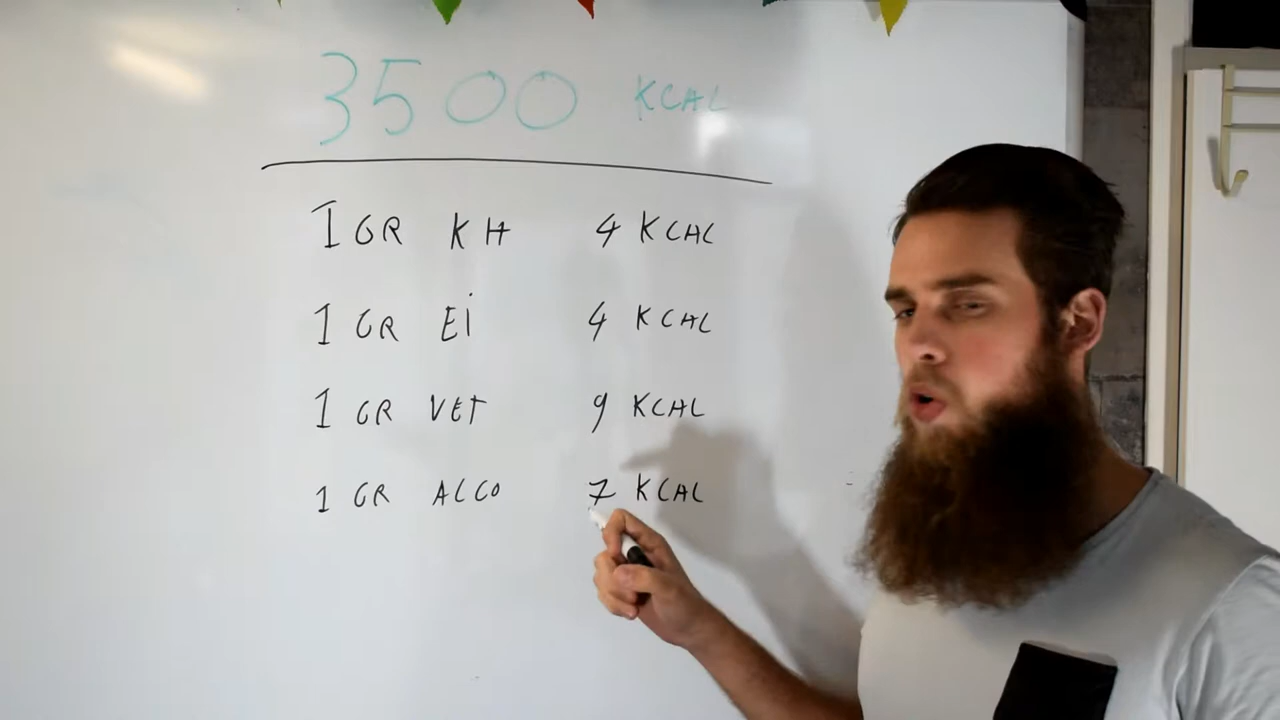 3500 KCAL
1 GR KH 4 KCAL
1 GR Ei 4 KCAL
1 GR VET 9 KCAL
1 GR ALCO 7 KCAL